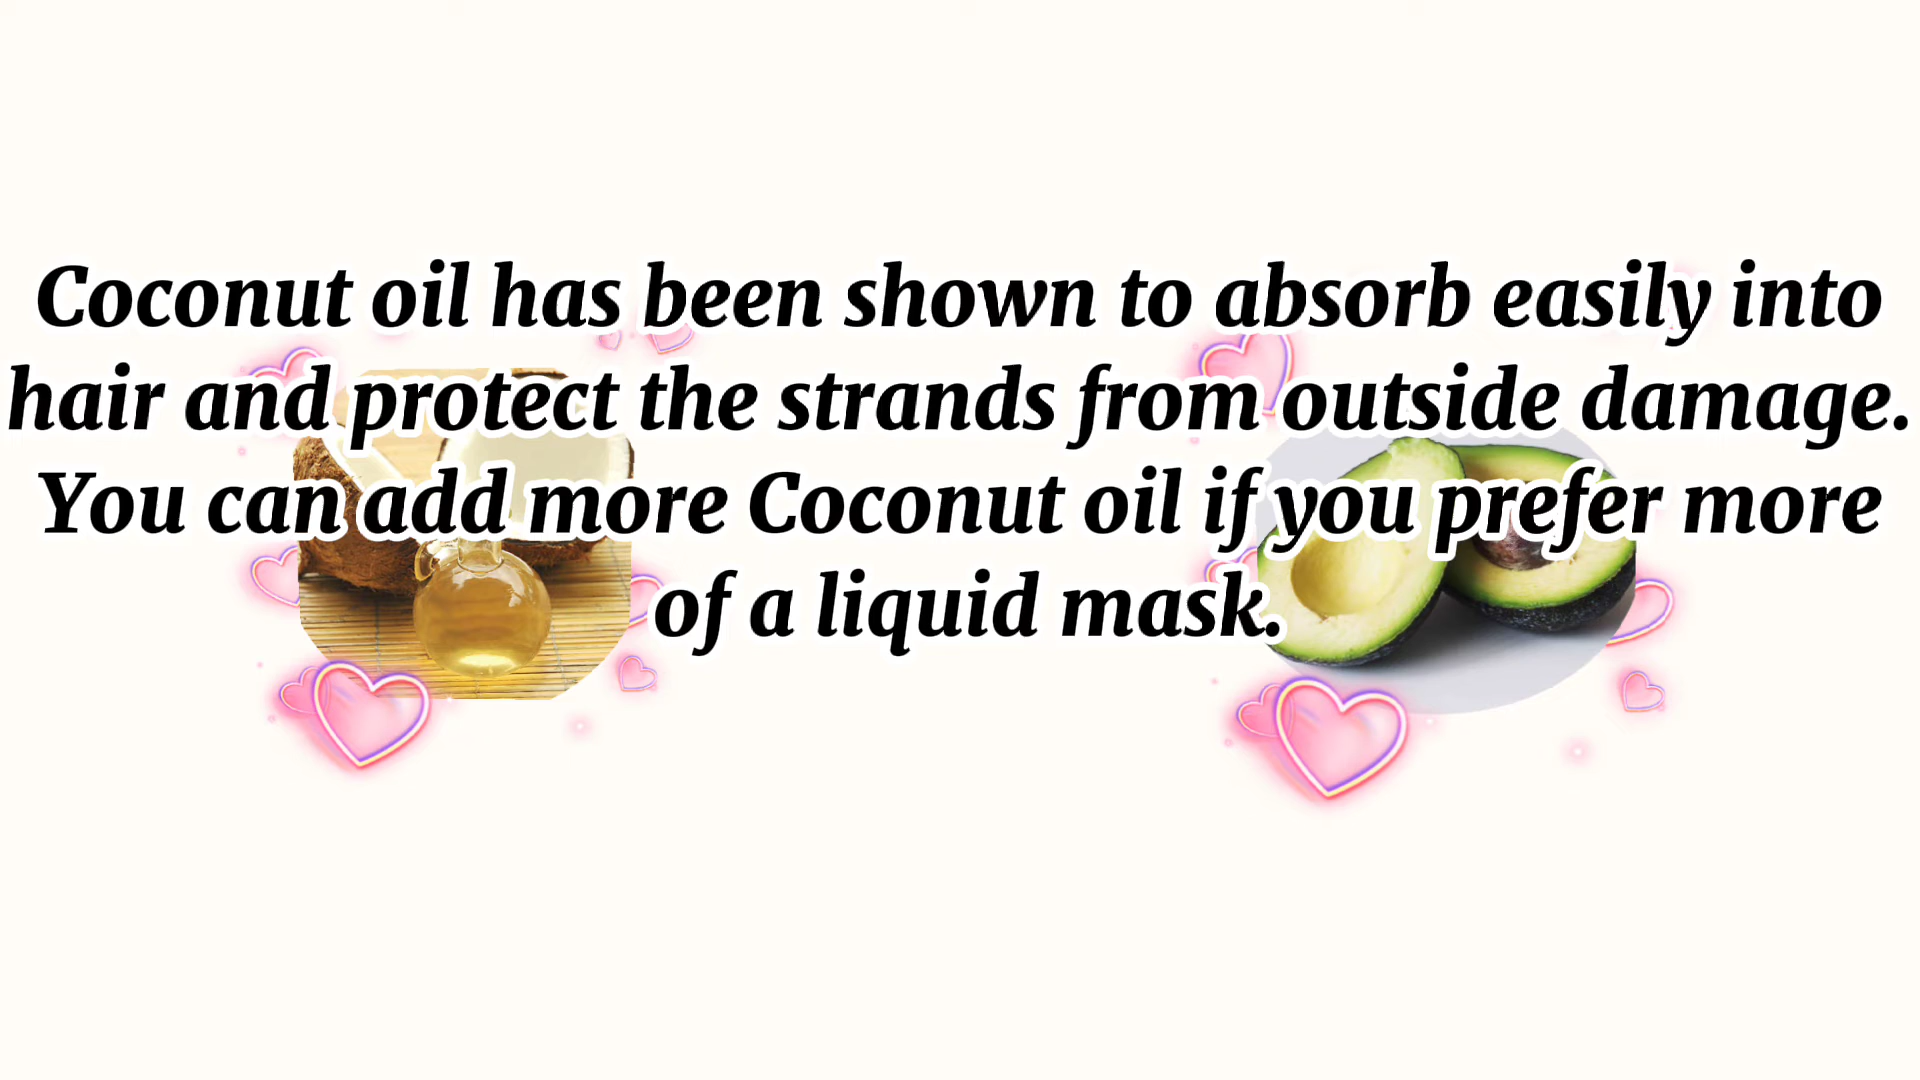 Coconut oil has been shown to absorb easily into
hair and protect the strands from outside damage.
You can add more Coconut oil if you prefer more
of a liquid mask.